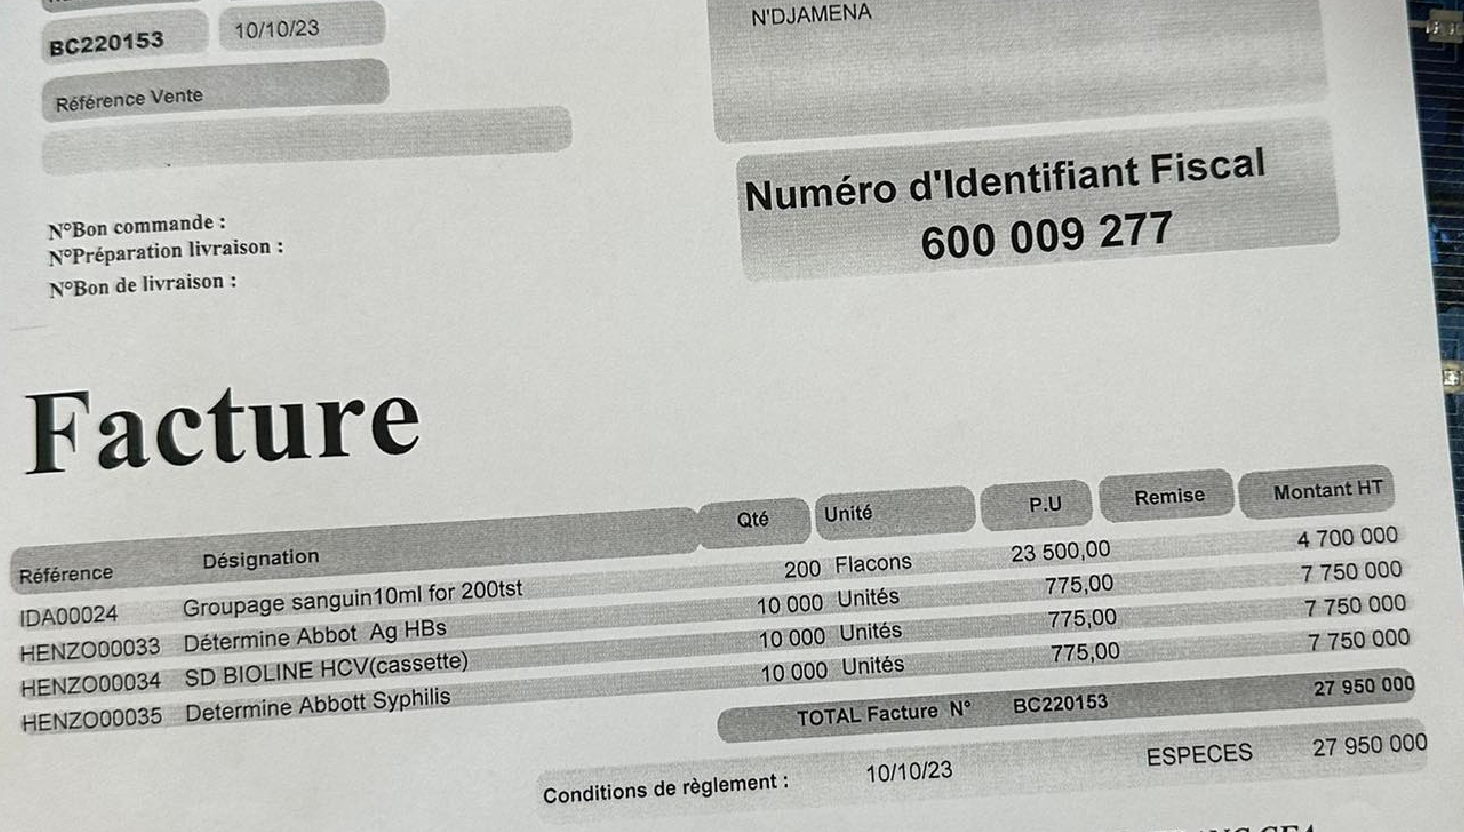 N'DJAMENA
BC220153 10/10/23
Référence Vente
Numéro d'Identifiant Fiscal
600 009 277
N°Bon commande :
N°Préparation livraison :
N°Bon de livraison :
Facture
Référence Désignation Qté Unité P.U Remise Montant HT
IDA00024 Groupage sanguin10ml for 200tst 200 Flacons 23 500,00 4 700 000
HENZO00033 Détermine Abbot Ag HBs 10 000 Unités 775,00 7 750 000
HENZO00034 SD BIOLINE HCV(cassette) 10 000 Unités 775,00 7 750 000
HENZO00035 Determine Abbott Syphilis 10 000 Unités 775,00 7 750 000
TOTAL Facture N° BC220153 27 950 000
Conditions de règlement : 10/10/23 ESPECES 27 950 000